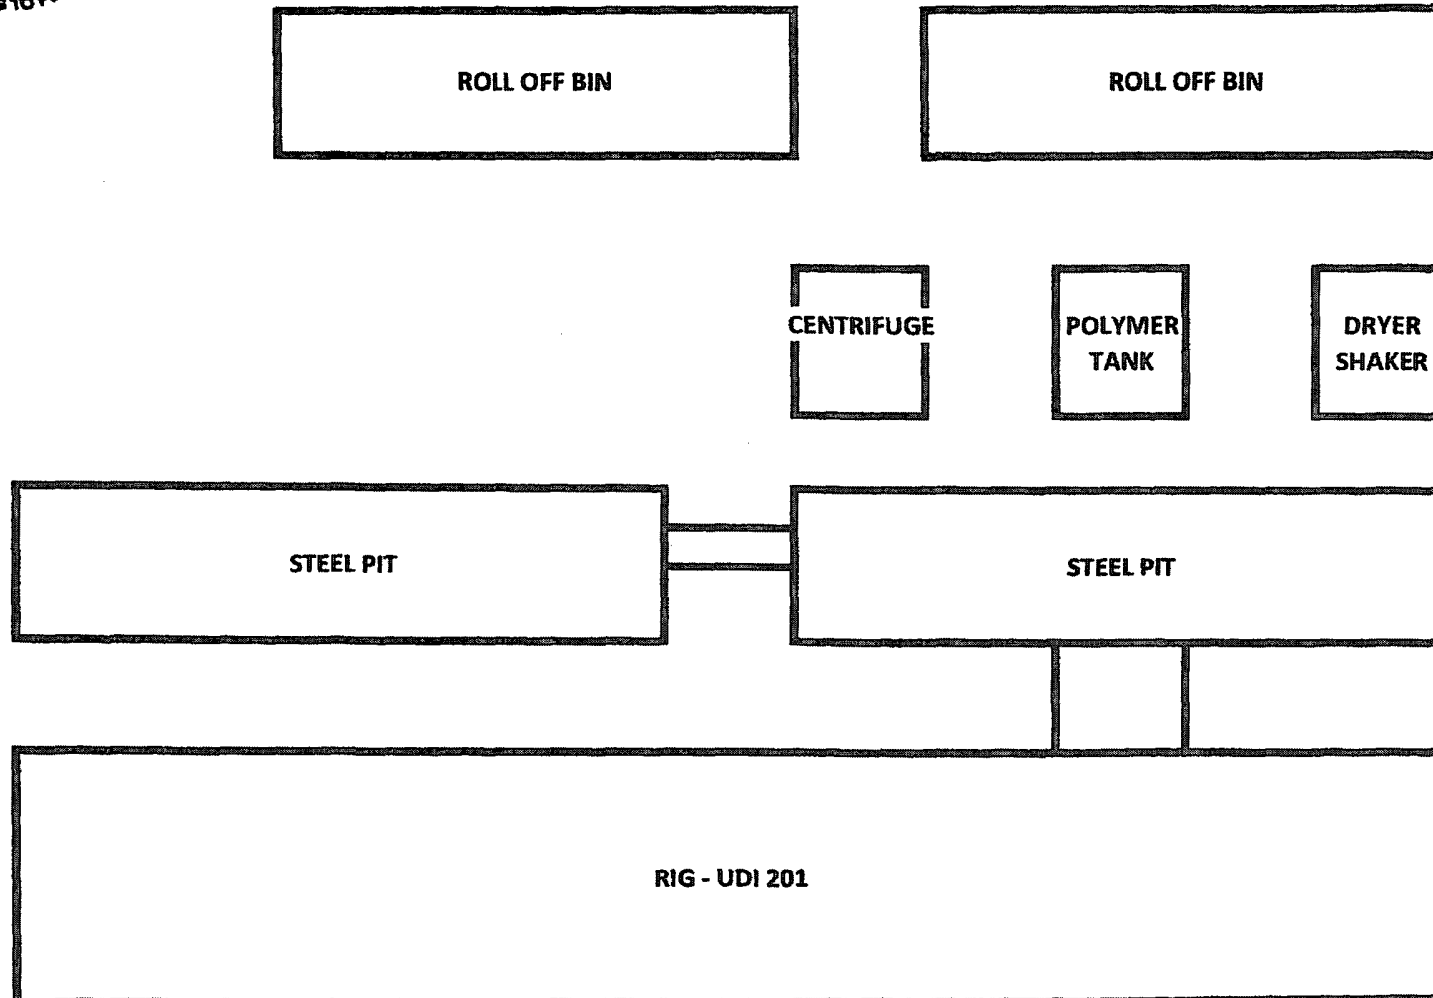 ROLL OFF BIN
ROLL OFF BIN
CENTRIFUGE
POLYMER
TANK
DRYER
SHAKER
STEEL PIT
STEEL PIT
RIG - UDI 201